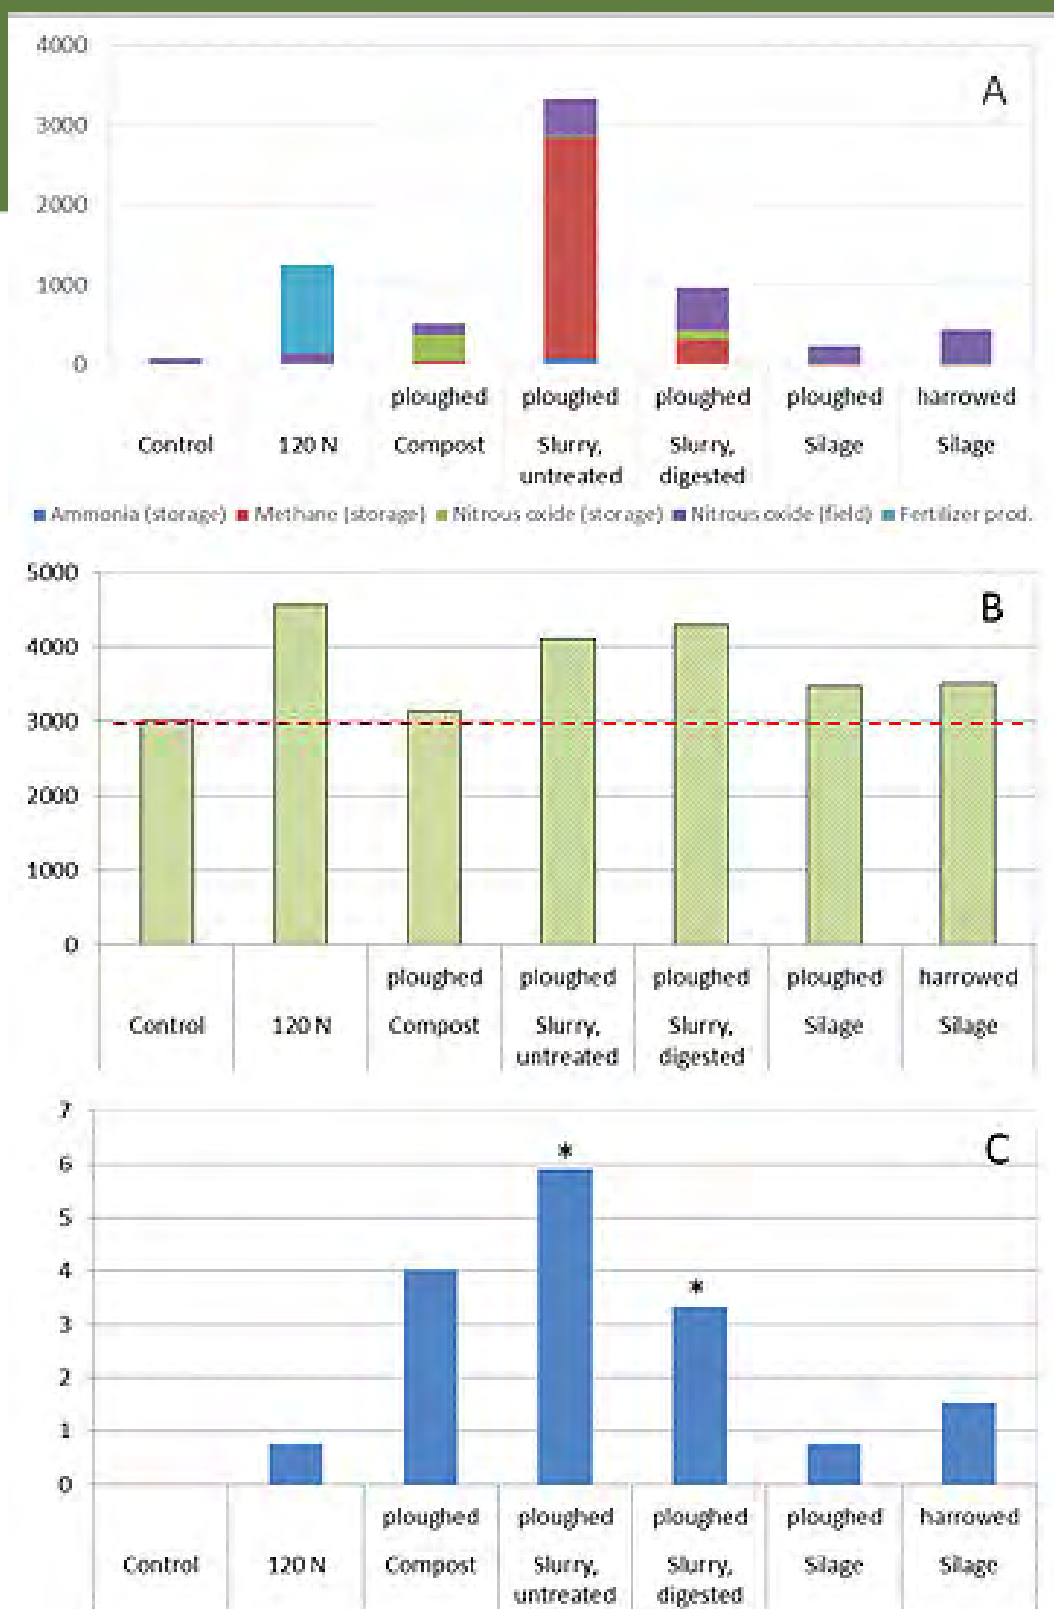 4000
A
3000
2000
1000
0
ploughed ploughed ploughed ploughed harrowed
Control 120 N Compost Slurry, Slurry, Silage Silage
untreated digested
Ammonia (storage) Methane (storage) Nitrous oxide (storage) Nitrous oxide (field) Fertilizer prod.
5000
B
4000
3000
2000
1000
0
ploughed ploughed ploughed ploughed harrowed
Control 120 N Compost Slurry, Slurry, Silage Silage
untreated digested
7
C
6
*
5
4
*
3
2
1
0
ploughed ploughed ploughed ploughed harrowed
Control 120 N Compost Slurry, Slurry, Silage Silage
untreated digested